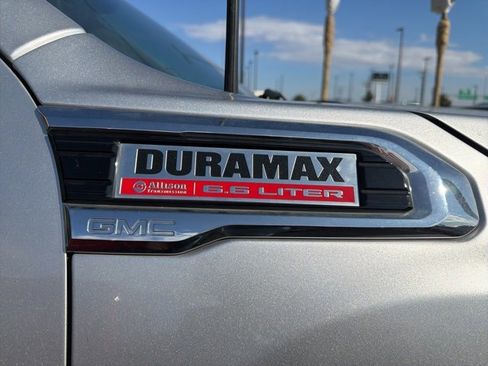 DURAMAX
Allison Transmission 6.6 LITER
GMC